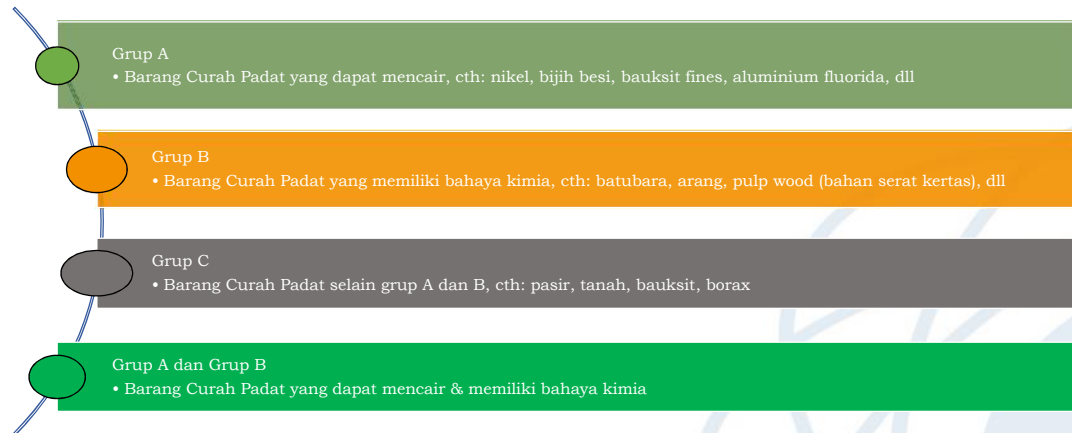 Grup A
• Barang Curah Padat yang dapat mencair, cth: nikel, bijih besi, bauksit fines, aluminium fluorida, dll
Grup B
• Barang Curah Padat yang memiliki bahaya kimia, cth: batubara, arang, pulp wood (bahan serat kertas), dll
Grup C
• Barang Curah Padat selain grup A dan B, cth: pasir, tanah, bauksit, borax
Grup A dan Grup B
• Barang Curah Padat yang dapat mencair & memiliki bahaya kimia